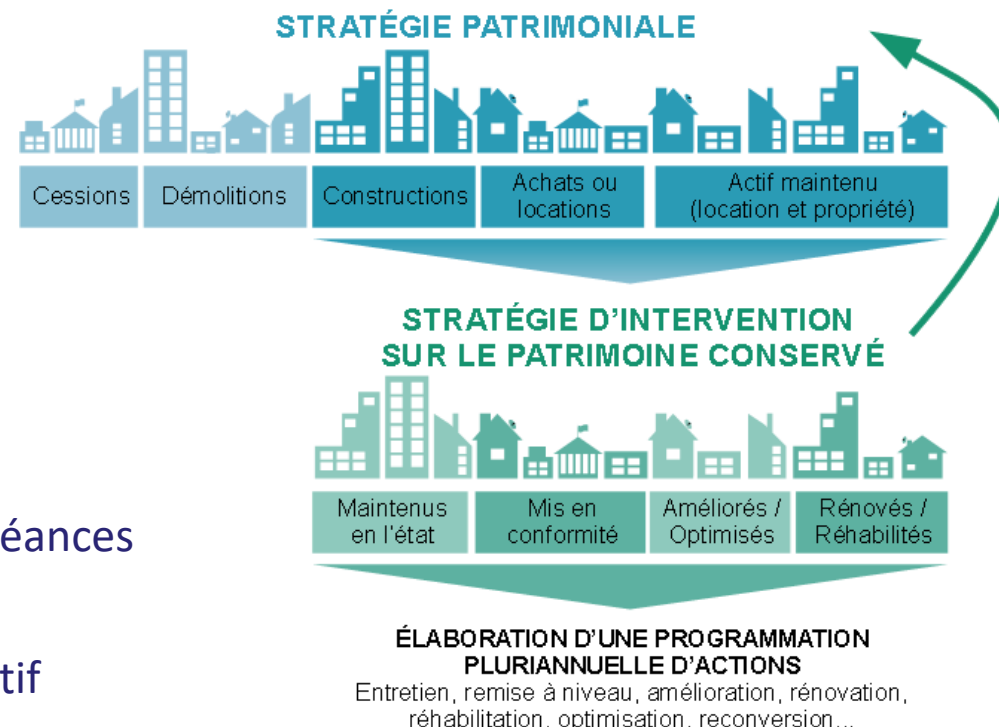 STRATÉGIE PATRIMONIALE
Cessions
Démolitions
Constructions
Achats ou
locations
Actif maintenu
(location et propriété)
STRATÉGIE D'INTERVENTION
SUR LE PATRIMOINE CONSERVÉ
Maintenus
en l'état
Mis en
conformité
Améliorés /
Optimisés
Rénovés /
Réhabilités
éances
tif
ÉLABORATION D'UNE PROGRAMMATION
PLURIANNUELLE D'ACTIONS
Entretien, remise à niveau, amélioration, rénovation,
réhabilitation, optimisation, reconversion...